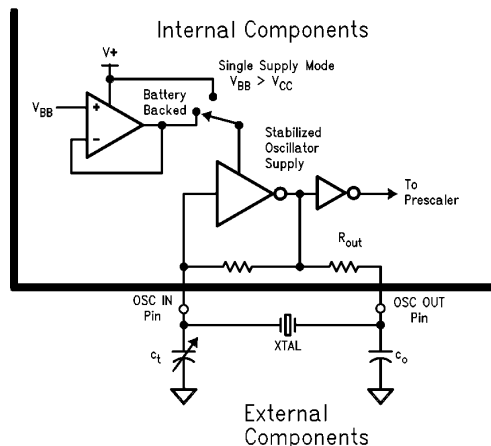 Internal Components
V+
Single Supply Mode
VBB > VCC
Battery
Backed
VBB
+
−
Stabilized
Oscillator
Supply
To
Prescaler
Rout
OSC IN
Pin
OSC OUT
Pin
XTAL
ct
co
External
Components